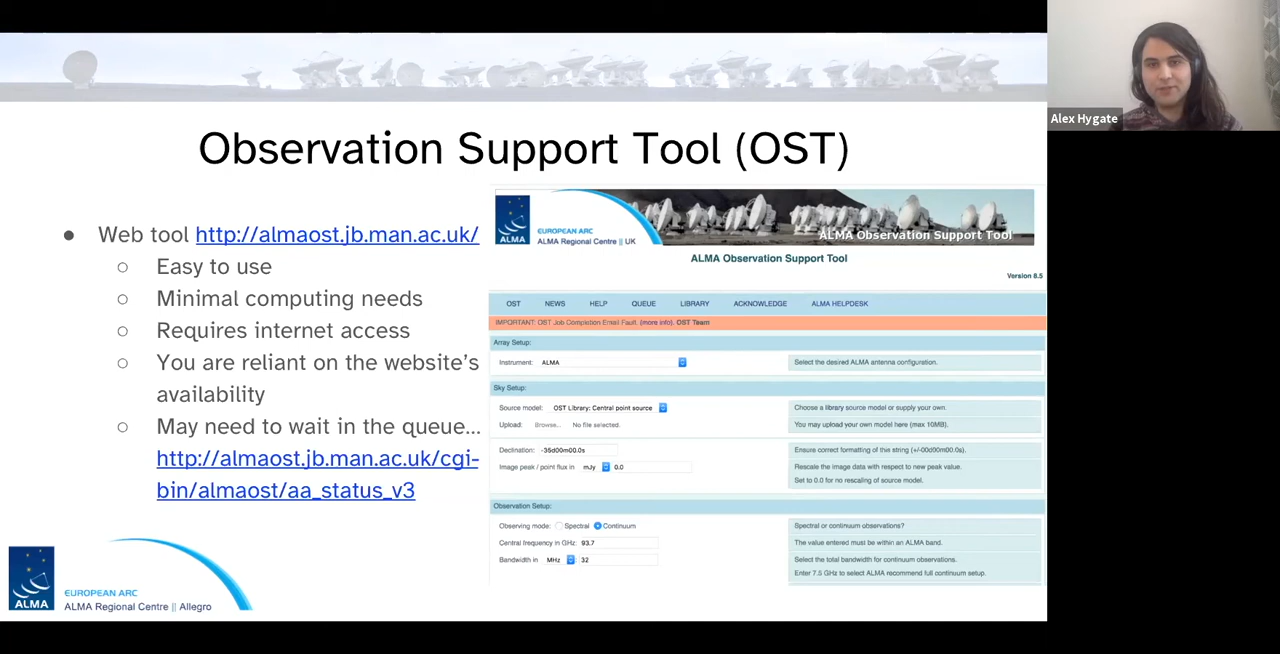 Alex Hygate
Observation Support Tool (OST)
● Web tool http://almaost.jb.man.ac.uk/
○ Easy to use
○ Minimal computing needs
○ Requires internet access
○ You are reliant on the website's
availability
○ May need to wait in the queue...
http://almaost.jb.man.ac.uk/cgi-
bin/almaost/aa_status_v3
ALMA
EUROPEAN ARC
ALMA Regional Centre || UK
ALMA Observation Support Tool
ALMA Observation Support Tool
Version 8.5
OST NEWS HELP QUEUE LIBRARY ACKNOWLEDGE ALMA HELPDESK
IMPORTANT: OST Job Completion Email Fault. (more info). OST Team
Array Setup:
Instrument: ALMA Select the desired ALMA antenna configuration.
Sky Setup:
Source model: OST Library: Central point source Choose a library source model or supply your own.
Upload: Browse... No file selected. You may upload your own model here (max 10MB).
Declination: -35d00m00.0s Ensure correct formatting of this string (+/-00d00m00.0s).
Image peak / point flux in mJy 0.0 Rescale the image data with respect to new peak value.
Set to 0.0 for no rescaling of source model.
Observation Setup:
Observing mode: Spectral Continuum Spectral or continuum observations?
Central frequency in GHz: 93.7 The value entered must be within an ALMA band.
Bandwidth in MHz : 32 Select the total bandwidth for continuum observations.
Enter 7.5 GHz to select ALMA recommend full continuum setup.
ALMA
EUROPEAN ARC
ALMA Regional Centre || Allegro